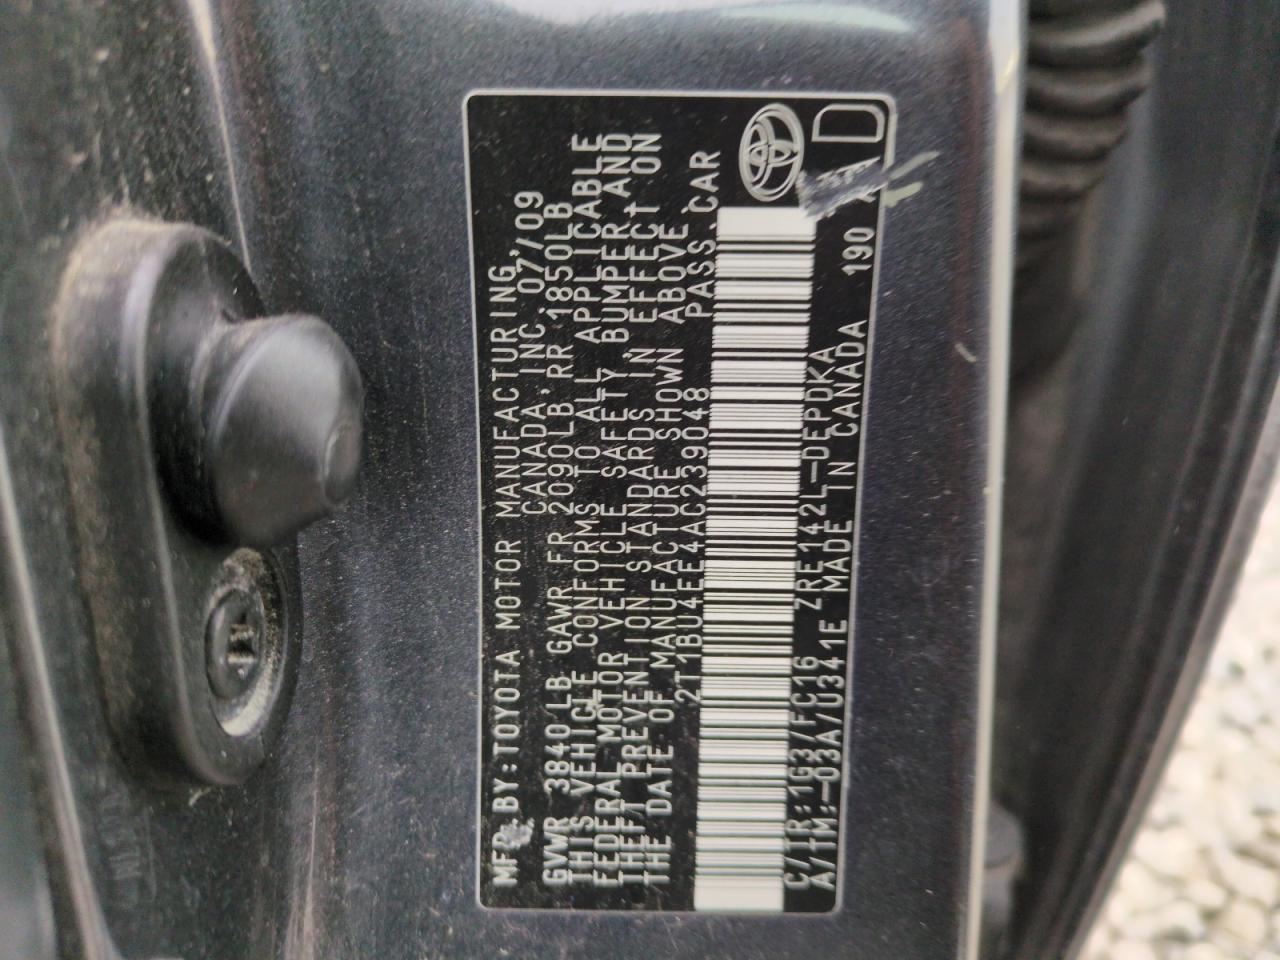 MFD.BY:TOYOTA MOTOR MANUFACTURING,
CANADA,INC. 07/09
GVWR 3840LB GAWR FR 2090LB,RR 1850LB
THIS VEHICLE CONFORMS TO ALL APPLICABLE
FEDERAL MOTOR VEHICLE SAFETY, BUMPER,AND
THEFT PREVENTION STANDARDS IN EFFECT ON
THE DATE OF MANUFACTURE SHOWN ABOVE.
2T1BU4EE4AC239048 PASS.CAR
C/TR:1G3/FC16 ZRE142L-DEPDKA
A/TM:-03A/U341E MADE IN CANADA 190